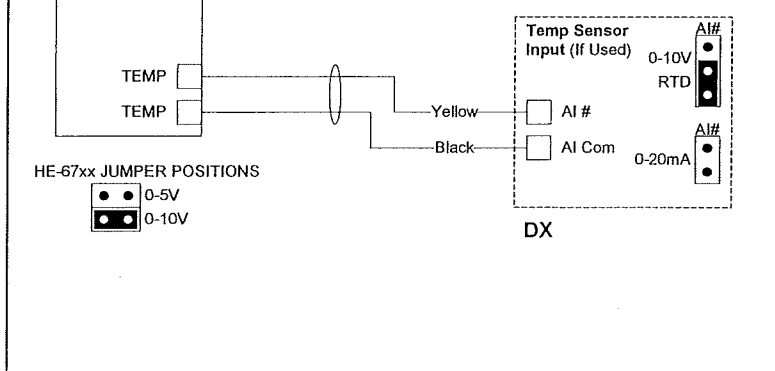 Temp Sensor
Input (If Used)
AI#
0-10V
RTD
TEMP
TEMP
Yellow
AI #
Black
AI Com
AI#
0-20mA
HE-67xx JUMPER POSITIONS
0-5V
0-10V
DX